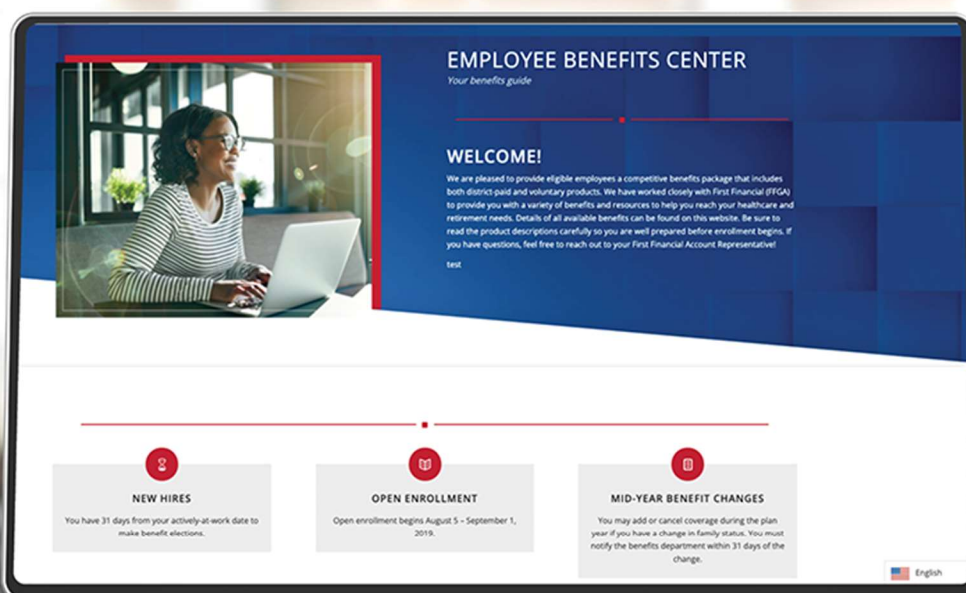 EMPLOYEE BENEFITS CENTER
Your benefits guide
WELCOME!
We are pleased to provide eligible employees a competitive benefits package that includes
both district-paid and voluntary products. We have worked closely with First Financial (FFGA)
to provide you with a variety of benefits and resources to help you reach your healthcare and
retirement needs. Details of all available benefits can be found on this website. Be sure to
read the product descriptions carefully so you are well prepared before enrollment begins. If
you have questions, feel free to reach out to your First Financial Account Representative!
test
NEW HIRES
You have 31 days from your actively-at-work date to
make benefit elections.
OPEN ENROLLMENT
Open enrollment begins August 5 – September 1,
2019.
MID-YEAR BENEFIT CHANGES
You may add or cancel coverage during the plan
year if you have a change in family status. You must
notify the benefits department within 31 days of the
change.
English